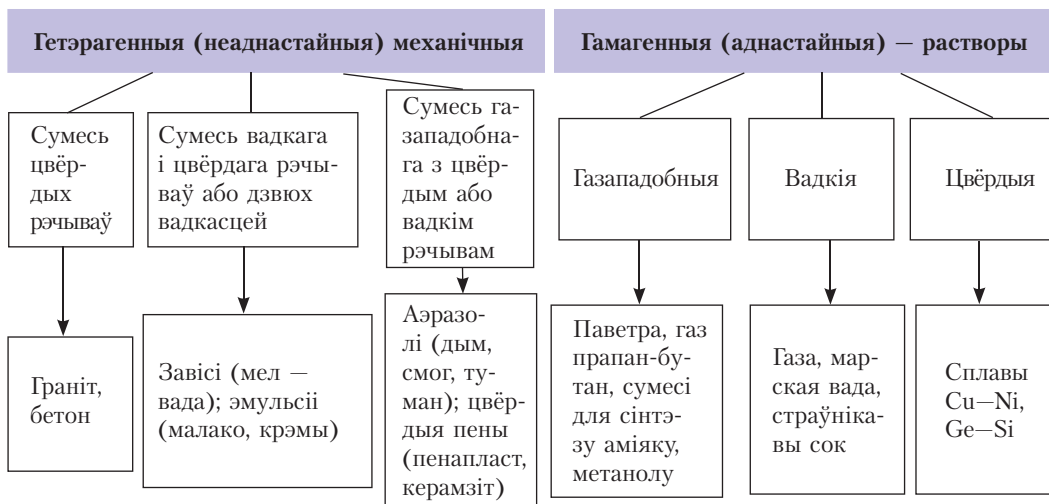 Гетэрагенныя (неаднастайныя) механічныя
Гамагенныя (аднастайныя) — растворы
Сумесь
цвёр-
дых
рэчываў
Сумесь вадкага
і цвёрдага рэчы-
ваў або дзвюх
вадкасцей
Сумесь га-
западобна-
га з цвёр-
дым або
вадкім
рэчывам
Газападобныя
Вадкія
Цвёрдыя
Граніт,
бетон
Завісі (мел —
вада); эмульсіі
(малако, крэмы)
Аэразо-
лі (дым,
смог, ту-
ман); цвёр-
дыя пены
(пенапласт,
керамзіт)
Паветра, газ
прапан-бу-
тан, сумесі
для сінтэ-
зу аміяку,
метанолу
Газа, мар-
ская вада,
страўніка-
вы сок
Сплавы
Cu—Ni,
Ge—Si